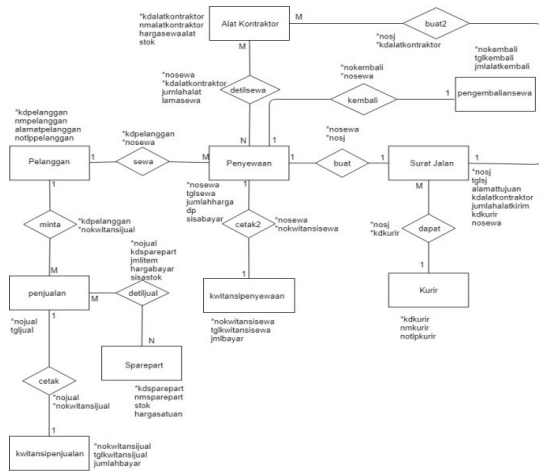 *kdalatkontraktor
nmalatkontraktor
hargasewaalat
stok
Alat Kontraktor
M
buat2
*nosj
*kdalatkontraktor
M
*nosewa
*kdalatkontraktor
jumlahalat
lamasewa
detilsewa
*nokembali
*nosewa
kembali
1
*nokembali
tglkembali
jmlalatkembali
pengembaliansewa
*kdpelanggan
nmpelanggan
alamatpelanggan
notlppelanggan
*kdpelanggan
*nosewa
N
1
*nosewa
*nosj
Pelanggan
1
sewa
M
Penyewaan
1
buat
1
Surat Jalan
1
1
*nosewa
tglsewa
jumlahharga
dp
sisabayar
1
M
*nosj
tglsj
alamattujuan
kdalatkontraktor
jumlahalatkirim
kdkurir
nosewa
minta
*kdpelanggan
*nokwitansijual
cetak2
*nosewa
*nokwitansisewa
*nosj
*kdkurir
dapat
M
*nojual
kdsparepart
jmlitem
hargabayar
sisastok
1
1
penjualan
M
detiljual
kwitansipenyewaan
Kurir
*nojual
tgljual
1
N
*nokwitansisewa
tglkwitansisewa
jmlbayar
*kdkurir
nmkurir
notlpkurir
Sparepart
cetak
*nojual
*nokwitansijual
*kdsparepart
nmsparepart
stok
hargasatuan
1
kwitansipenjualan
*nokwitansijual
tglkwitansijual
jumlahbayar